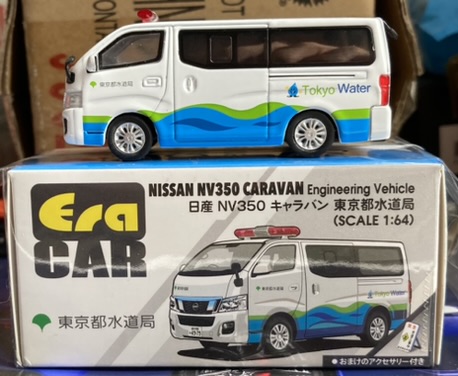 東京都水道局
Tokyo Water
NISSAN NV350 CARAVAN Engineering Vehicle
日産 NV350 キャラバン 東京都水道局
(SCALE 1:64)
Era
CAR
東京都水道局
Tokyo Water
● おまけのアクセサリー付き